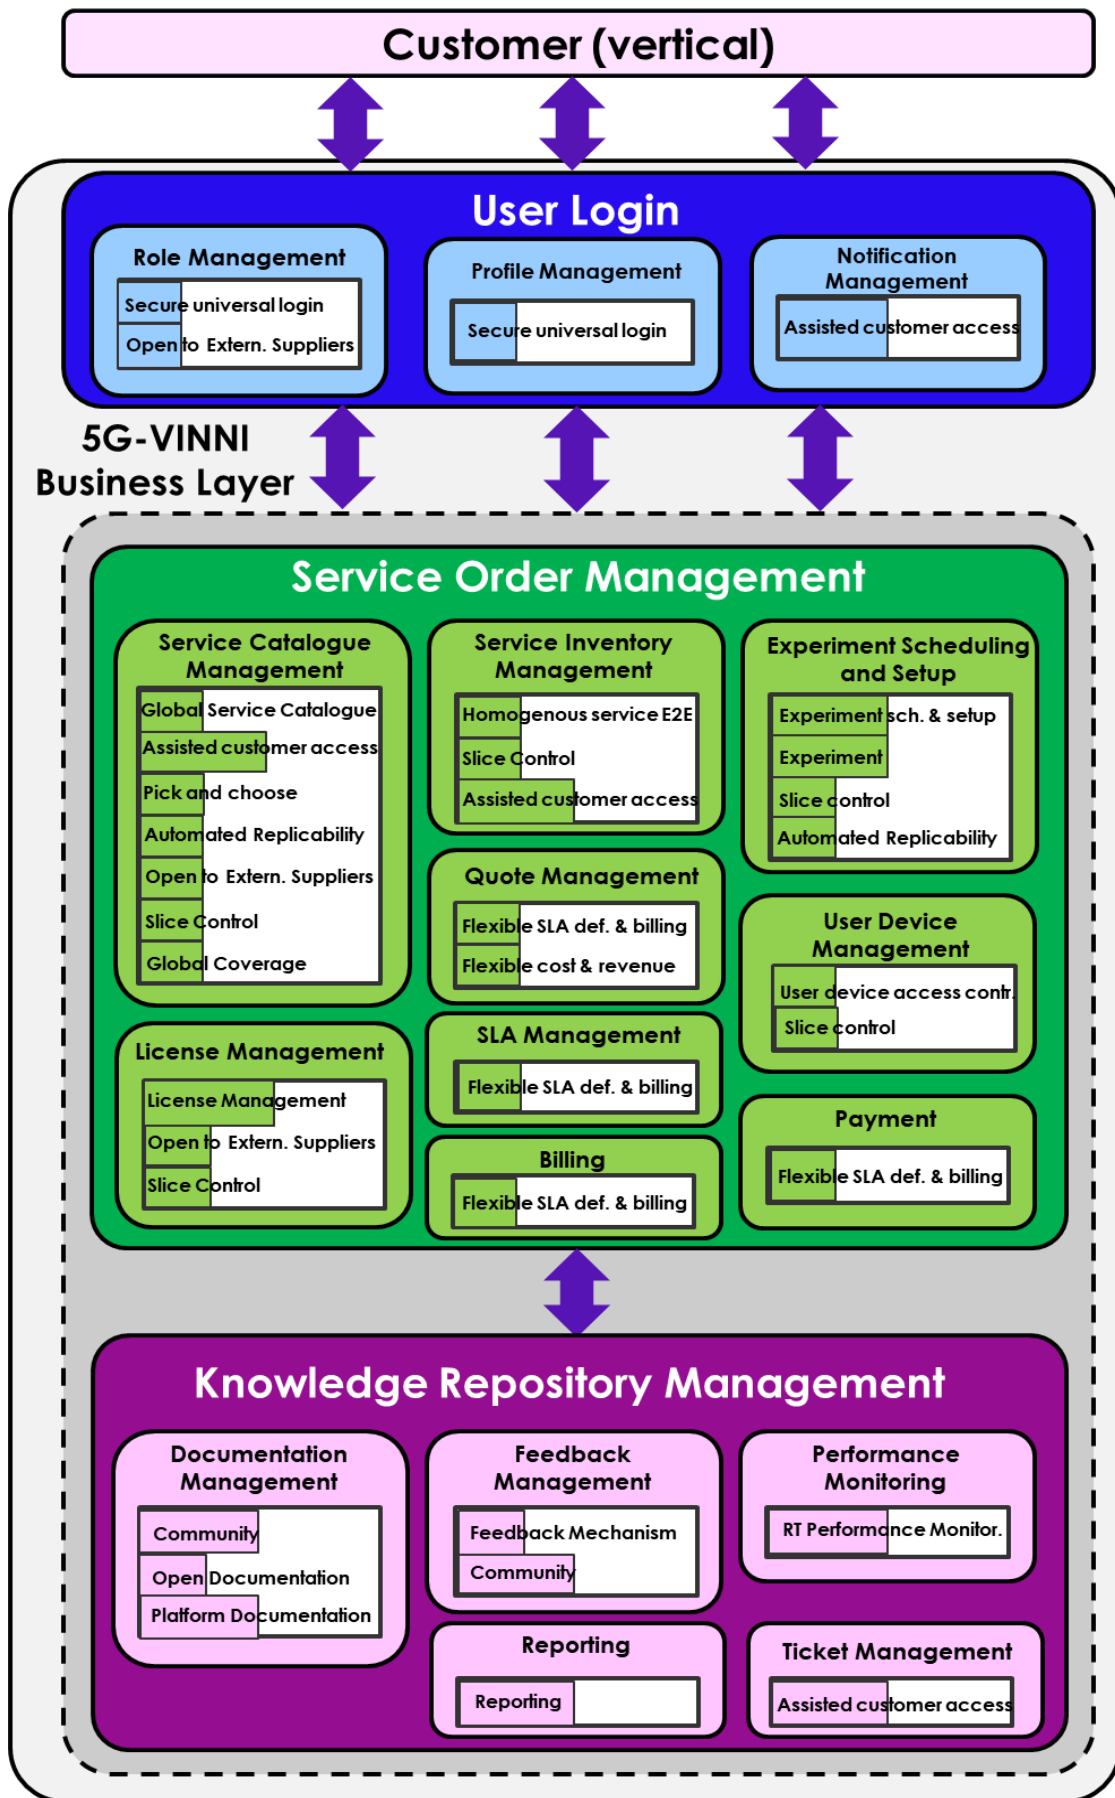 Customer (vertical)
User Login
Role Management
Secure universal login
Open to Extern. Suppliers
Profile Management
Secure universal login
Notification
Management
Assisted customer access
5G-VINNI
Business Layer
Service Order Management
Service Catalogue
Management
Global Service Catalogue
Assisted customer access
Pick and choose
Automated Replicability
Open to Extern. Suppliers
Slice Control
Global Coverage
License Management
License Management
Open to Extern. Suppliers
Slice Control
Service Inventory
Management
Homogenous service E2E
Slice Control
Assisted customer access
Quote Management
Flexible SLA def. & billing
Flexible cost & revenue
SLA Management
Flexible SLA def. & billing
Billing
Flexible SLA def. & billing
Experiment Scheduling
and Setup
Experiment sch. & setup
Experiment
Slice control
Automated Replicability
User Device
Management
User device access contr.
Slice control
Payment
Flexible SLA def. & billing
Knowledge Repository Management
Documentation
Management
Community
Open Documentation
Platform Documentation
Feedback
Management
Feedback Mechanism
Community
Reporting
Reporting
Performance
Monitoring
RT Performance Monitor.
Ticket Management
Assisted customer access